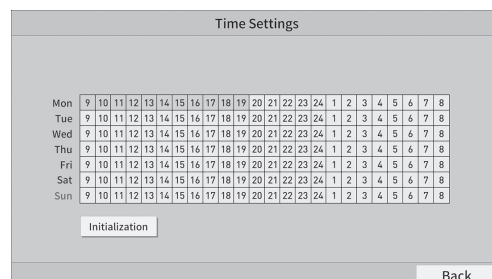 Time Settings
Mon 9 10 11 12 13 14 15 16 17 18 19 20 21 22 23 24 1 2 3 4 5 6 7 8
Tue 9 10 11 12 13 14 15 16 17 18 19 20 21 22 23 24 1 2 3 4 5 6 7 8
Wed 9 10 11 12 13 14 15 16 17 18 19 20 21 22 23 24 1 2 3 4 5 6 7 8
Thu 9 10 11 12 13 14 15 16 17 18 19 20 21 22 23 24 1 2 3 4 5 6 7 8
Fri 9 10 11 12 13 14 15 16 17 18 19 20 21 22 23 24 1 2 3 4 5 6 7 8
Sat 9 10 11 12 13 14 15 16 17 18 19 20 21 22 23 24 1 2 3 4 5 6 7 8
Sun 9 10 11 12 13 14 15 16 17 18 19 20 21 22 23 24 1 2 3 4 5 6 7 8
Initialization
Back